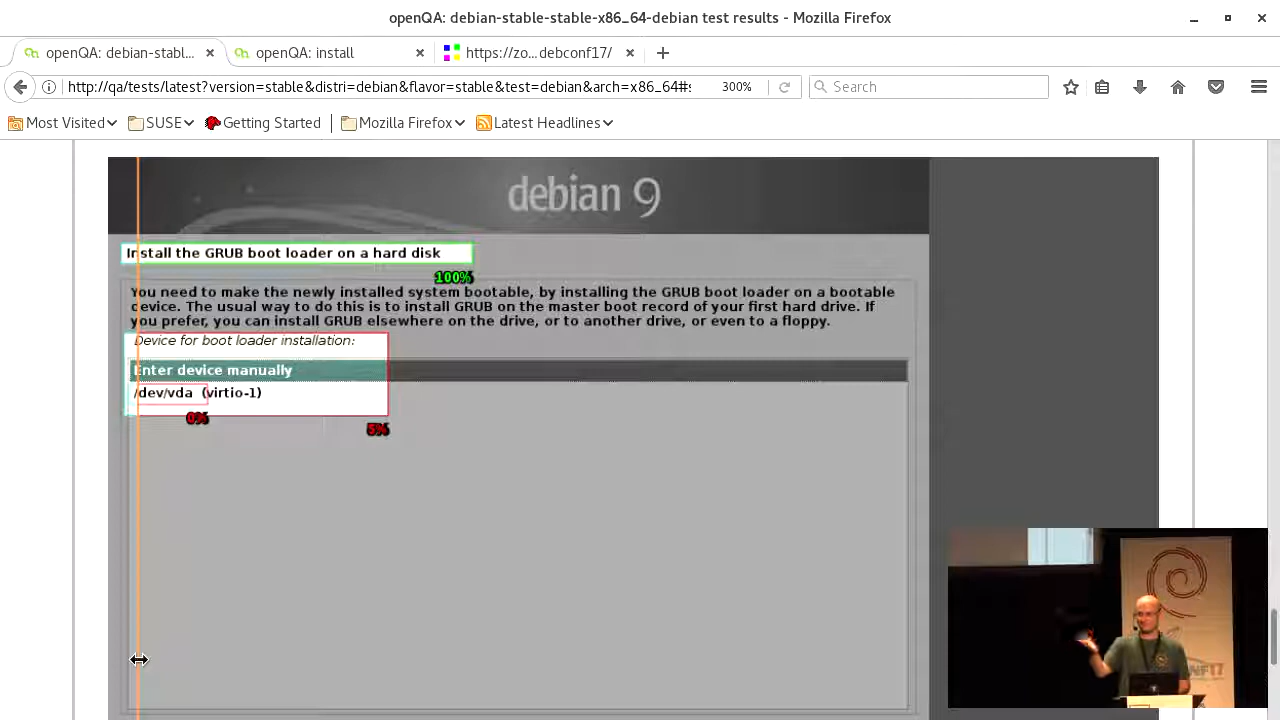 openQA: debian-stable-stable-x86_64-debian test results - Mozilla Firefox
openQA: debian-stabl...
openQA: install
https://zo...debconf17/
http://qa/tests/latest?version=stable&distri=debian&flavor=stable&test=debian&arch=x86_64#s
300%
Search
Most Visited
SUSE
Getting Started
Mozilla Firefox
Latest Headlines
debian 9
Install the GRUB boot loader on a hard disk
100%
You need to make the newly installed system bootable, by installing the GRUB boot loader on a bootable
device. The usual way to do this is to install GRUB on the master boot record of your first hard drive. If
you prefer, you can install GRUB elsewhere on the drive, or to another drive, or even to a floppy.
Device for boot loader installation:
Enter device manually
/dev/vda (virtio-1)
0%
5%